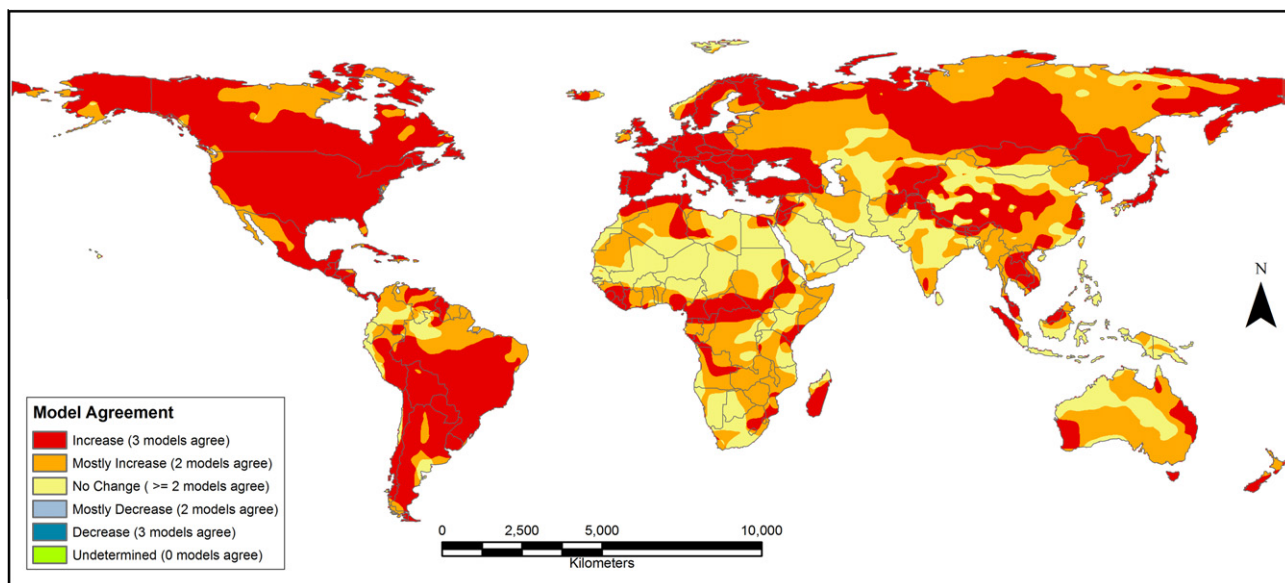 N
Model Agreement
Increase (3 models agree)
Mostly Increase (2 models agree)
No Change ( >= 2 models agree)
Mostly Decrease (2 models agree)
Decrease (3 models agree)
Undetermined (0 models agree)
0 2,500 5,000 10,000
Kilometers